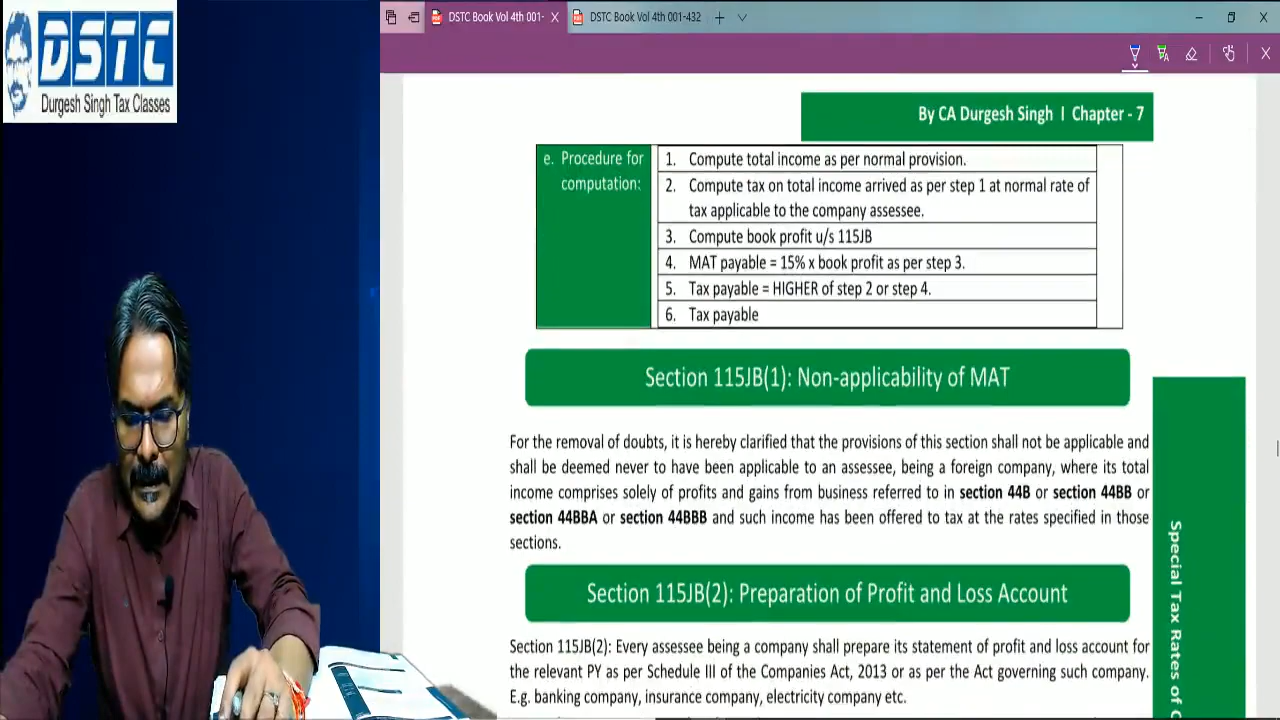 DSTC
Durgesh Singh Tax Classes
DSTC Book Vol 4th 001-
DSTC Book Vol 4th 001-432
By CA Durgesh Singh I Chapter - 7
e. Procedure for
computation:
1. Compute total income as per normal provision.
2. Compute tax on total income arrived as per step 1 at normal rate of
tax applicable to the company assessee.
3. Compute book profit u/s 115JB
4. MAT payable = 15% x book profit as per step 3.
5. Tax payable = HIGHER of step 2 or step 4.
6. Tax payable
Section 115JB(1): Non-applicability of MAT
For the removal of doubts, it is hereby clarified that the provisions of this section shall not be applicable and
shall be deemed never to have been applicable to an assessee, being a foreign company, where its total
income comprises solely of profits and gains from business referred to in section 44B or section 44BB or
section 44BBA or section 44BBB and such income has been offered to tax at the rates specified in those
sections.
Section 115JB(2): Preparation of Profit and Loss Account
Section 115JB(2): Every assessee being a company shall prepare its statement of profit and loss account for
the relevant PY as per Schedule III of the Companies Act, 2013 or as per the Act governing such company.
E.g. banking company, insurance company, electricity company etc.
Special Tax Rates of